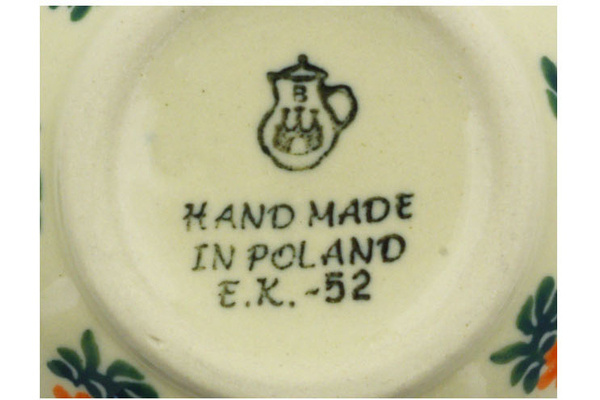 B
HAND MADE
IN POLAND
E.K.-52